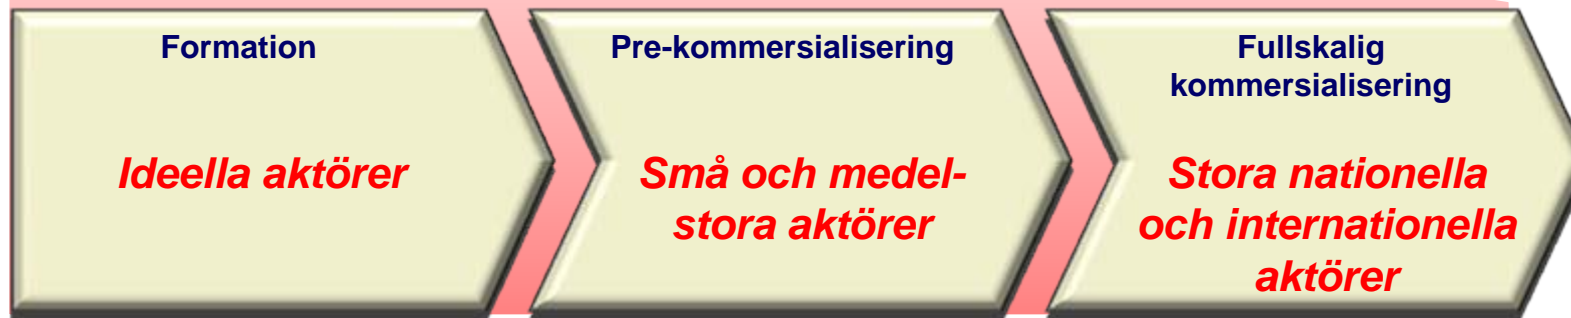 Formation
Ideella aktörer
Pre-kommersialisering
Små och medel-
stora aktörer
Fullskalig
kommersialisering
Stora nationella
och internationella
aktörer